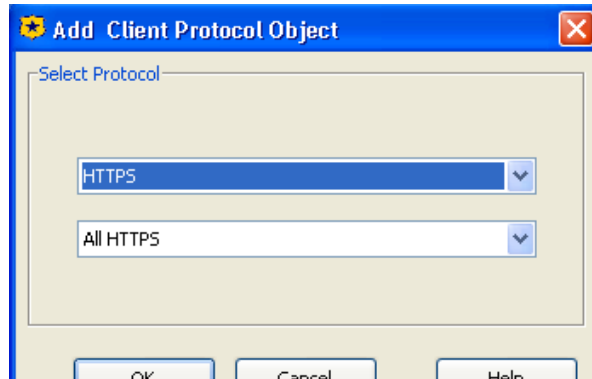 Add Client Protocol Object
Select Protocol
HTTPS
All HTTPS
OK Cancel Help